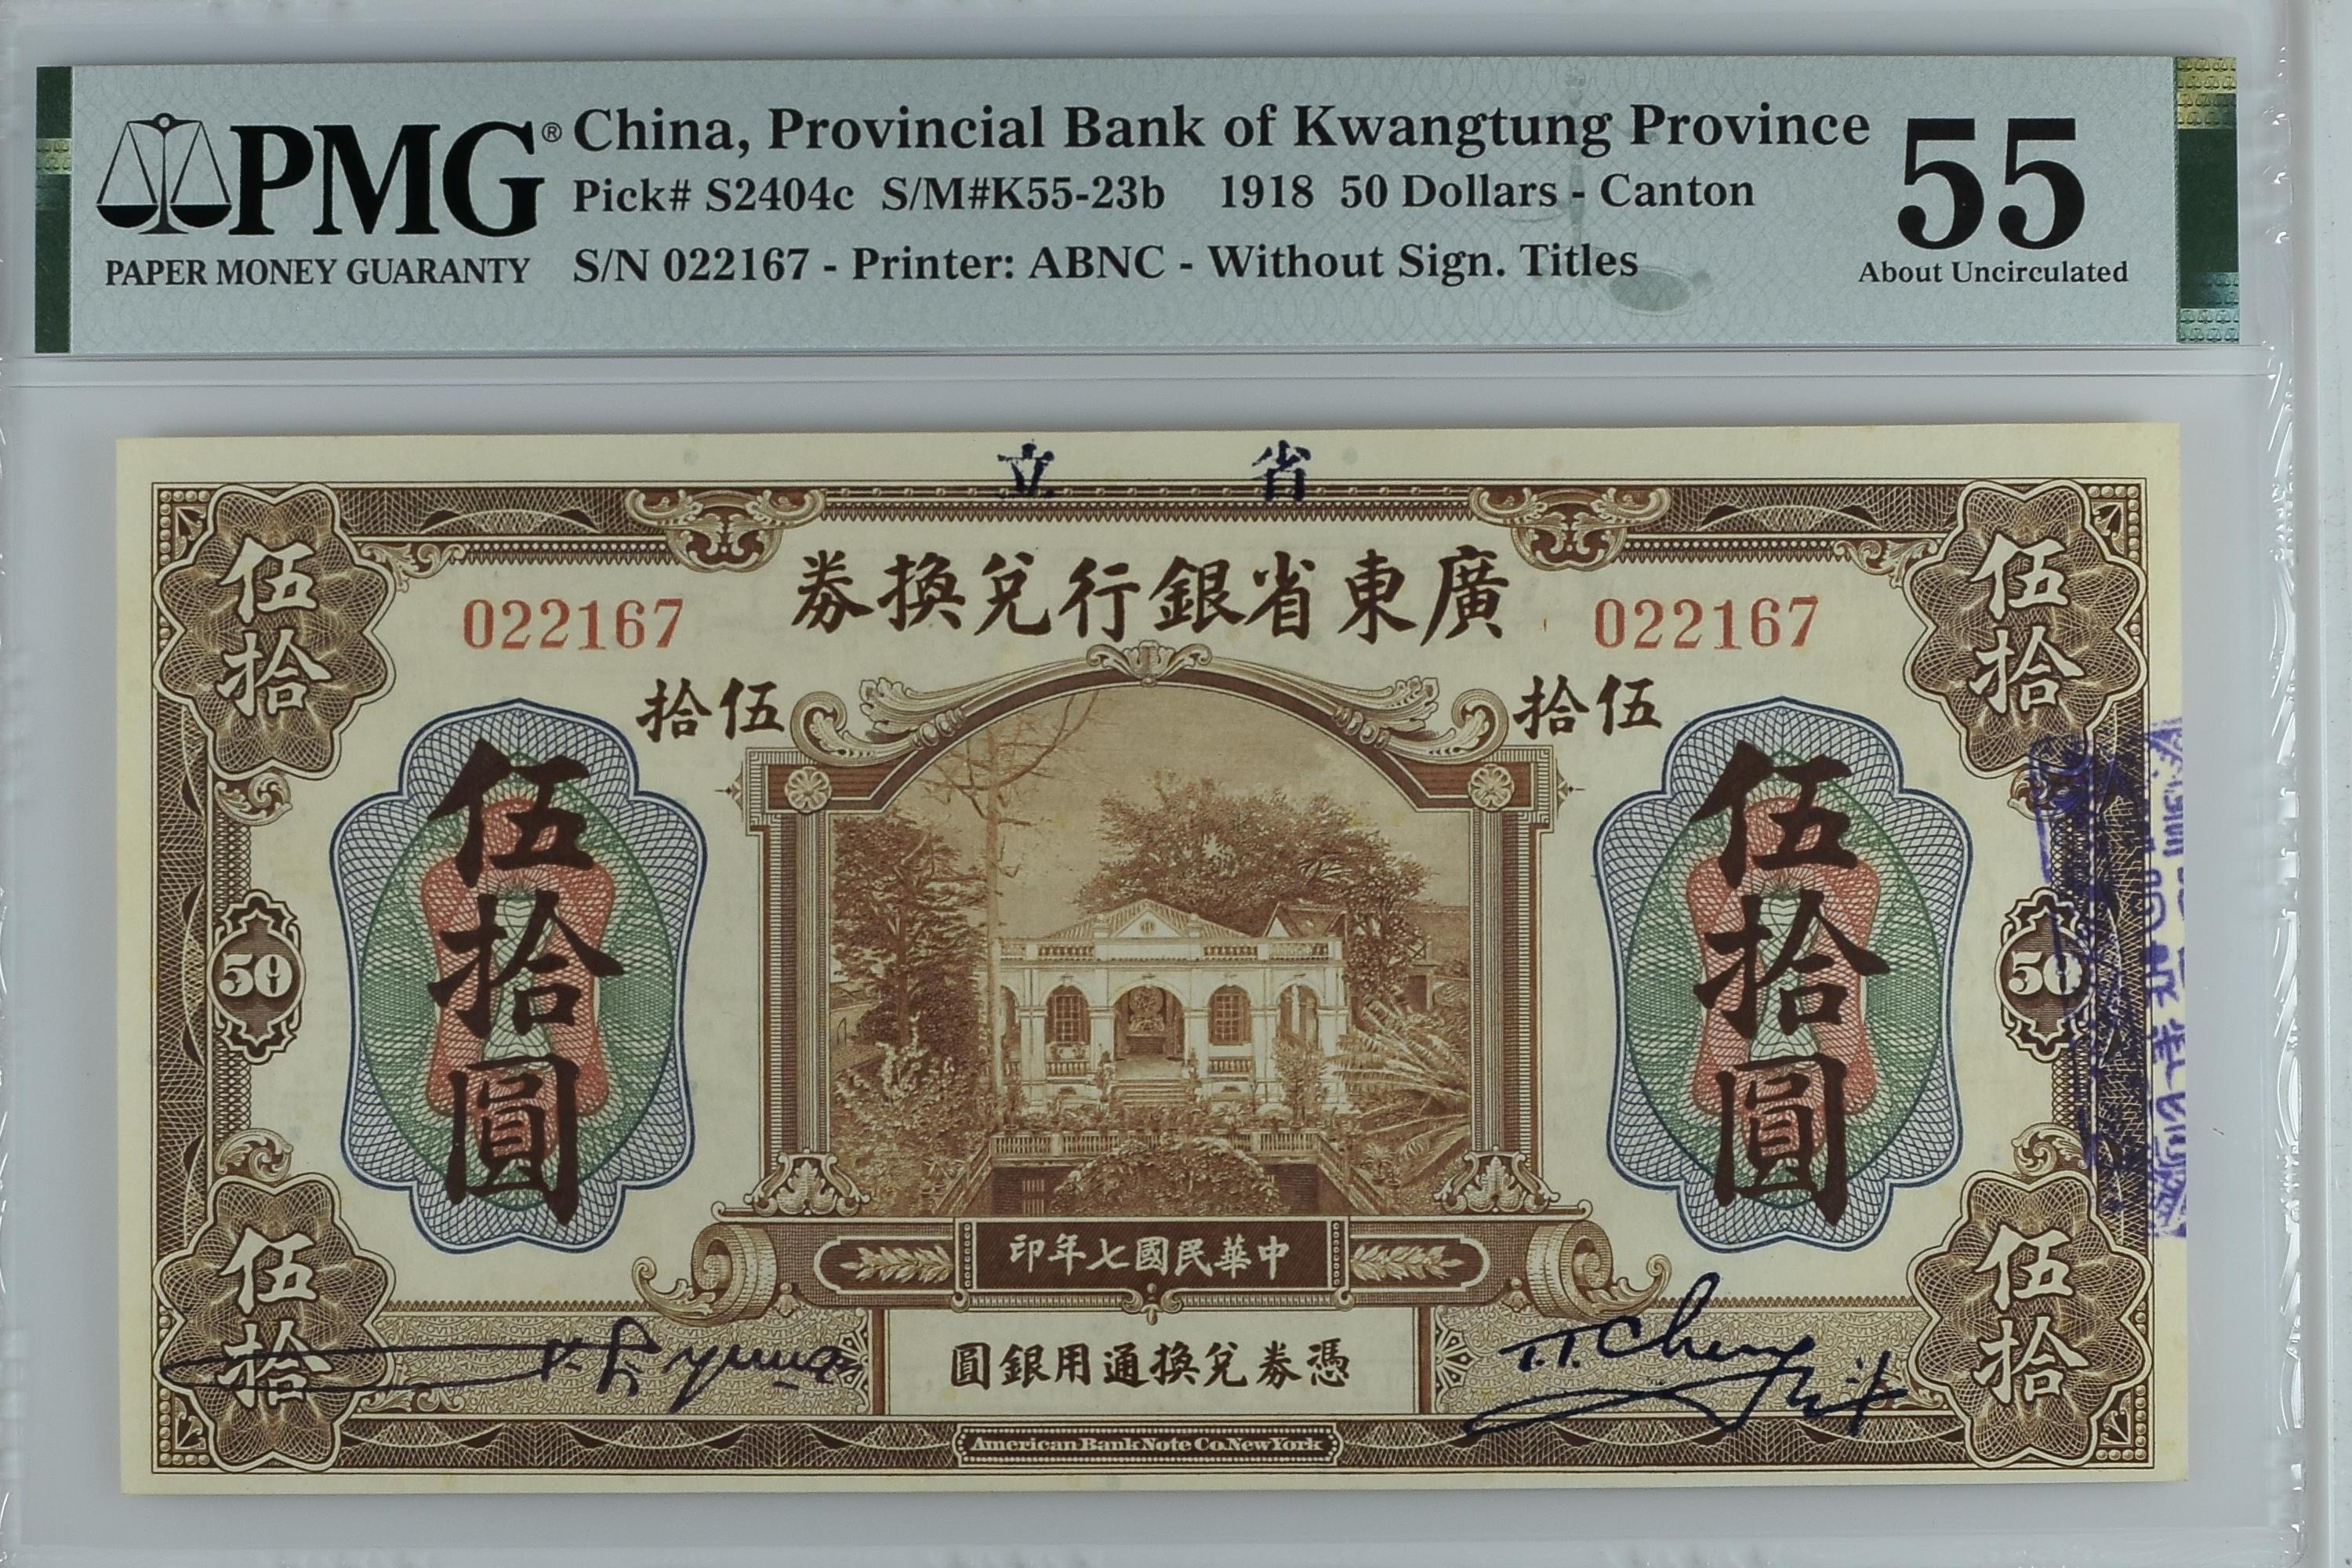 PMG®
PAPER MONEY GUARANTY
China, Provincial Bank of Kwangtung Province
Pick# S2404c S/M#K55-23b 1918 50 Dollars - Canton
S/N 022167 - Printer: ABNC - Without Sign. Titles
55
About Uncirculated
立 省
伍拾
伍拾
券換兌行銀省東廣
022167
022167
拾伍
拾伍
伍拾圓
伍拾圓
50
50
印年七國民華中
伍拾
伍拾
圓銀用通換兌券憑
T.T. Cheng
American Bank Note Co. New York